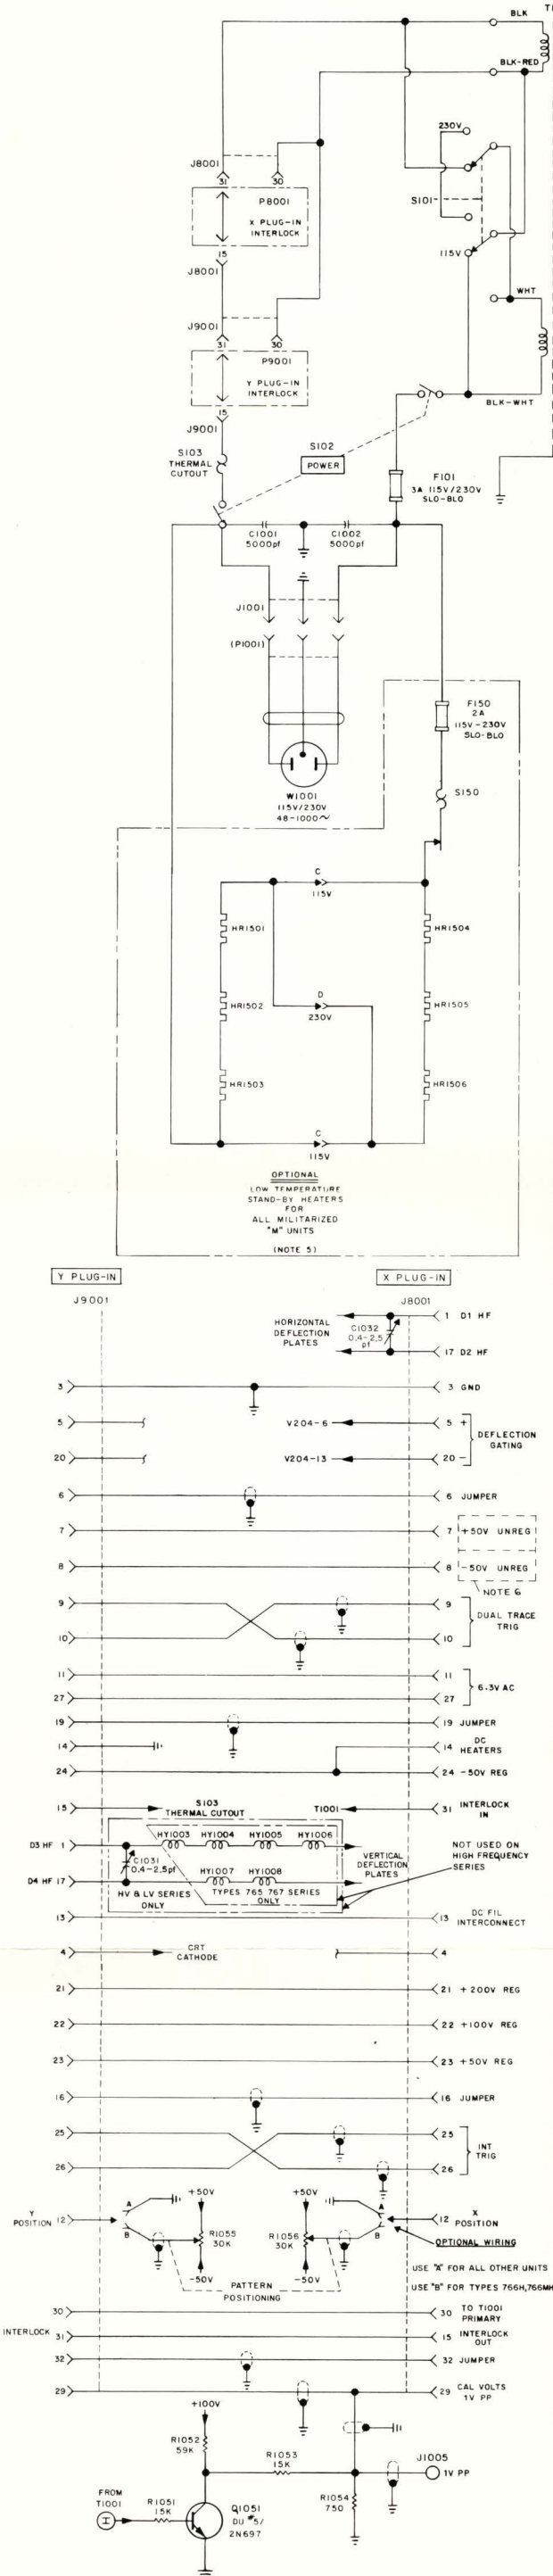 BLK
BLK-RED
230V
S101
115V
WHT
BLK-WHT
J8001
31
30
P8001
X PLUG-IN
INTERLOCK
15
J8001
J9001
31
30
P9001
Y PLUG-IN
INTERLOCK
15
J9001
S103
THERMAL
CUTOUT
S102
POWER
F101
3A 115V/230V
SLO-BLO
C1001
5000pf
C1002
5000pf
J1001
(P1001)
W1001
115V/230V
48-1000~
F150
2A
115V-230V
SLO-BLO
S150
C
115V
HR1501
HR1504
HR1502
D
230V
HR1505
HR1503
HR1506
C
115V
OPTIONAL
LOW TEMPERATURE
STAND-BY HEATERS
FOR
ALL MILITARIZED
"M" UNITS
(NOTE 5)
Y PLUG-IN
X PLUG-IN
J9001
J8001
HORIZONTAL
DEFLECTION
PLATES
C1032
0.4-2.5
pf
1 D1 HF
17 D2 HF
3
3 GND
5
V204-6
5 +
20
V204-13
20 -
DEFLECTION
GATING
6
6 JUMPER
7
7 +50V UNREG
8
8 -50V UNREG
NOTE 6
9
9
10
10
DUAL TRACE
TRIG
11
11
27
27
6.3V AC
19
19 JUMPER
14
14 DC
HEATERS
24
24 -50V REG
15
S103
THERMAL CUTOUT
T1001
31 INTERLOCK
IN
D3 HF 1
HY1003 HY1004 HY1005 HY1006
C1031
0.4-2.5pf
D4 HF 17
HY1007 HY1008
HV & LV SERIES
ONLY
TYPES 765 767 SERIES
ONLY
VERTICAL
DEFLECTION
PLATES
NOT USED ON
HIGH FREQUENCY
SERIES
13
13 DC FIL
INTERCONNECT
4
CRT
CATHODE
4
21
21 +200V REG
22
22 +100V REG
23
23 +50V REG
16
16 JUMPER
25
25
26
26
INT
TRIG
Y
POSITION 12
A
B
+50V
R1055
30K
-50V
+50V
R1056
30K
-50V
A
B
12 X
POSITION
PATTERN
POSITIONING
OPTIONAL WIRING
USE "A" FOR ALL OTHER UNITS
USE "B" FOR TYPES 766H,766MH
30
30 TO T1001
PRIMARY
INTERLOCK 31
15 INTERLOCK
OUT
32
32 JUMPER
29
29 CAL VOLTS
1V PP
+100V
R1052
59K
R1053
15K
J1005
1V PP
R1054
750
FROM
T1001
I
R1051
15K
Q1051
DU #5/
2N697